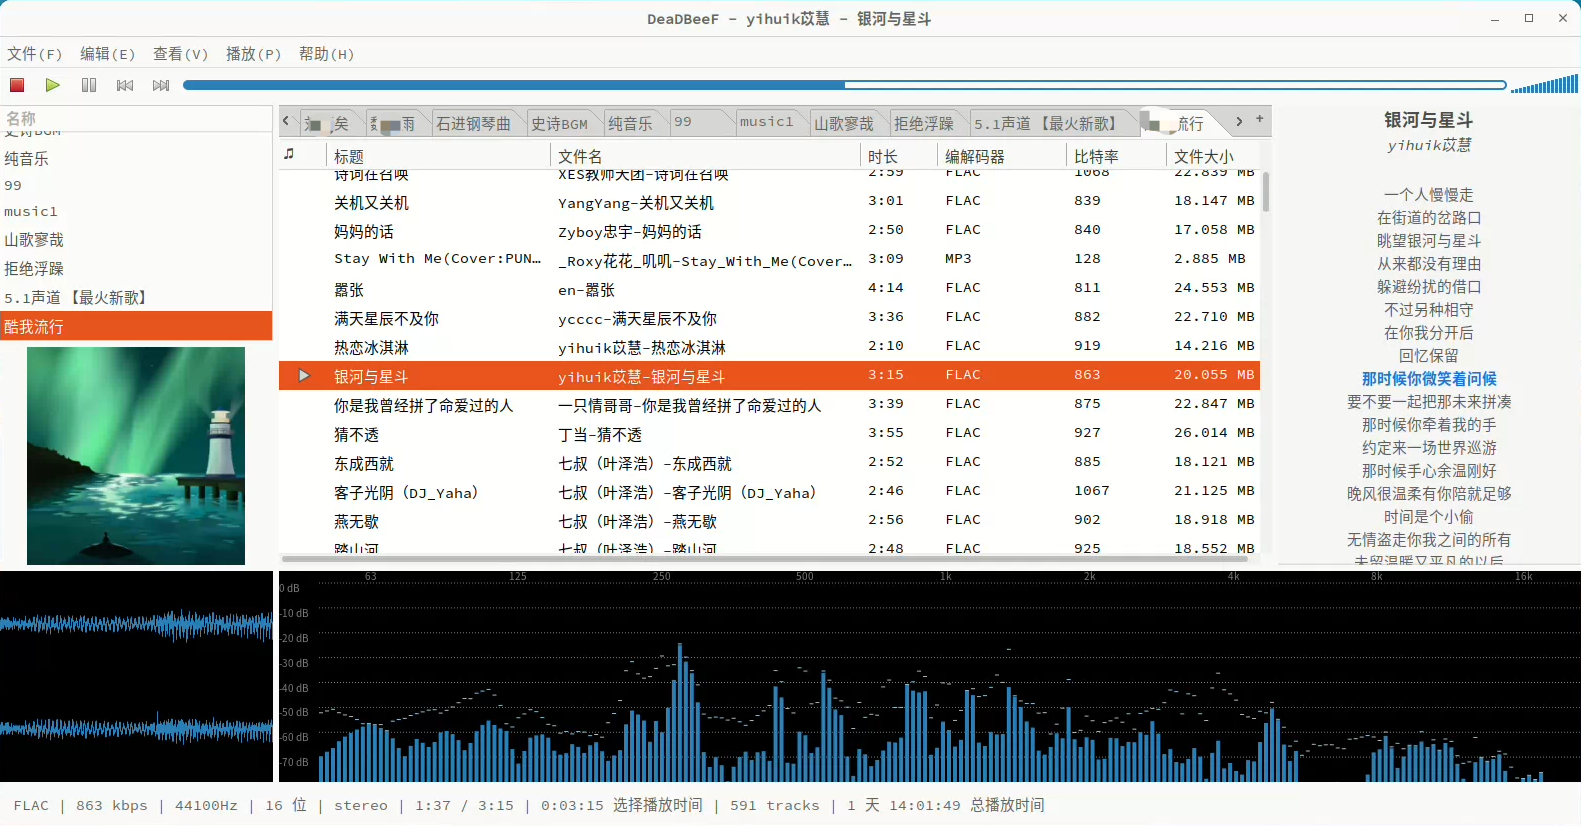 DeaDBeeF - yihuik苡慧 - 银河与星斗
文件(F) 编辑(E) 查看(V) 播放(P) 帮助(H)
名称
史诗BGM
纯音乐
99
music1
山歌寥哉
拒绝浮躁
5.1声道 【最火新歌】
酷我流行
矣 雨 石进钢琴曲 史诗BGM 纯音乐 99 music1 山歌寥哉 拒绝浮躁 5.1声道 【最火新歌】 流行
标题 文件名 时长 编解码器 比特率 文件大小
诗词在召唤 XES教师天团-诗词在召唤 2:59 FLAC 1068 22.839 MB
关机又关机 YangYang-关机又关机 3:01 FLAC 839 18.147 MB
妈妈的话 Zyboy忠宇-妈妈的话 2:50 FLAC 840 17.058 MB
Stay With Me(Cover:PUN… _Roxy花花_叽叽-Stay_With_Me(Cover… 3:09 MP3 128 2.885 MB
嚣张 en-嚣张 4:14 FLAC 811 24.553 MB
满天星辰不及你 ycccc-满天星辰不及你 3:36 FLAC 882 22.710 MB
热恋冰淇淋 yihuik苡慧-热恋冰淇淋 2:10 FLAC 919 14.216 MB
银河与星斗 yihuik苡慧-银河与星斗 3:15 FLAC 863 20.055 MB
你是我曾经拼了命爱过的人 一只情哥哥-你是我曾经拼了命爱过的人 3:39 FLAC 875 22.847 MB
猜不透 丁当-猜不透 3:55 FLAC 927 26.014 MB
东成西就 七叔（叶泽浩）-东成西就 2:52 FLAC 885 18.121 MB
客子光阴（DJ_Yaha） 七叔（叶泽浩）-客子光阴（DJ_Yaha） 2:46 FLAC 1067 21.125 MB
燕无歇 七叔（叶泽浩）-燕无歇 2:56 FLAC 902 18.918 MB
踏山河 七叔（叶泽浩）-踏山河 2:48 FLAC 925 18.552 MB
银河与星斗
yihuik苡慧
一个人慢慢走
在街道的岔路口
眺望银河与星斗
从来都没有理由
躲避纷扰的借口
不过另种相守
在你我分开后
回忆保留
那时候你微笑着问候
要不要一起把那未来拼凑
那时候你牵着我的手
约定来一场世界巡游
那时候手心余温刚好
晚风很温柔有你陪就足够
时间是个小偷
无情盗走你我之间的所有
未留温暖又平凡的以后
63 125 250 500 1k 2k 4k 8k 16k
0 dB
-10 dB
-20 dB
-30 dB
-40 dB
-50 dB
-60 dB
-70 dB
FLAC | 863 kbps | 44100Hz | 16 位 | stereo | 1:37 / 3:15 | 0:03:15 选择播放时间 | 591 tracks | 1 天 14:01:49 总播放时间